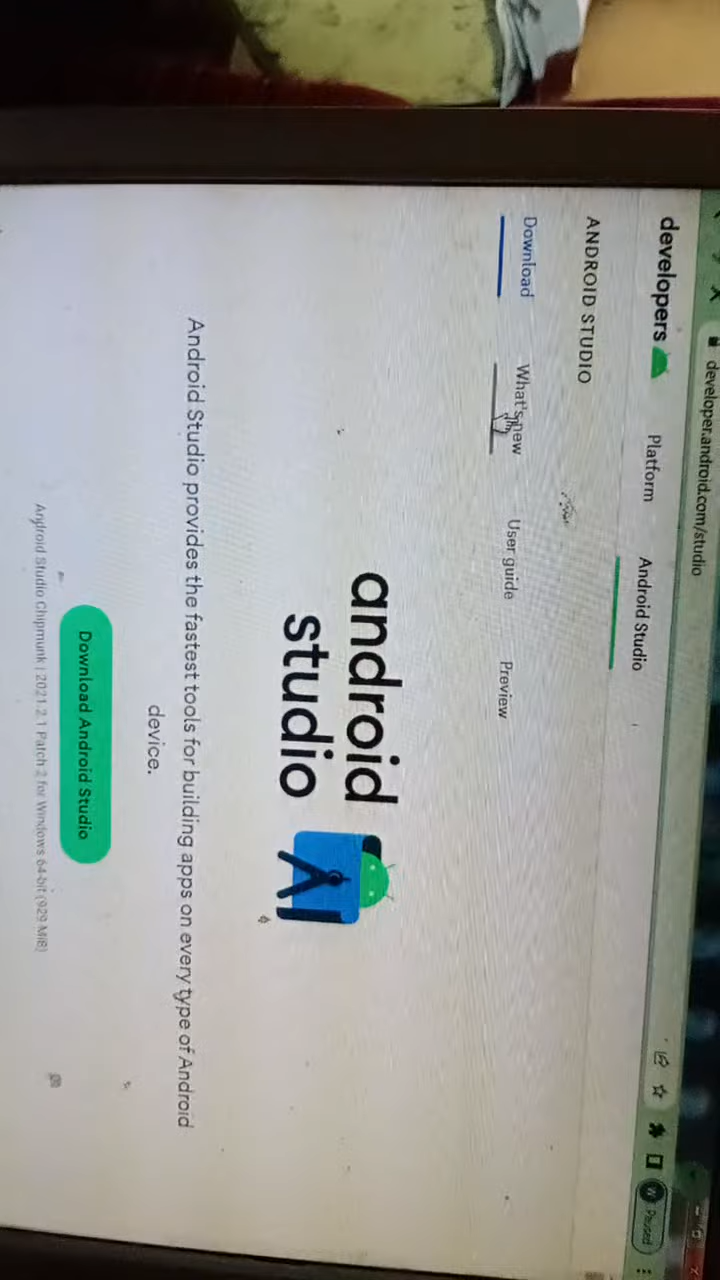 developer.android.com/studio
Paused
developers Platform Android Studio
ANDROID STUDIO
Download What's new User guide Preview
android
studio
Android Studio provides the fastest tools for building apps on every type of Android
device.
Download Android Studio
Android Studio Chipmunk | 2021.2.1 Patch 2 for Windows 64-bit (929 MiB)